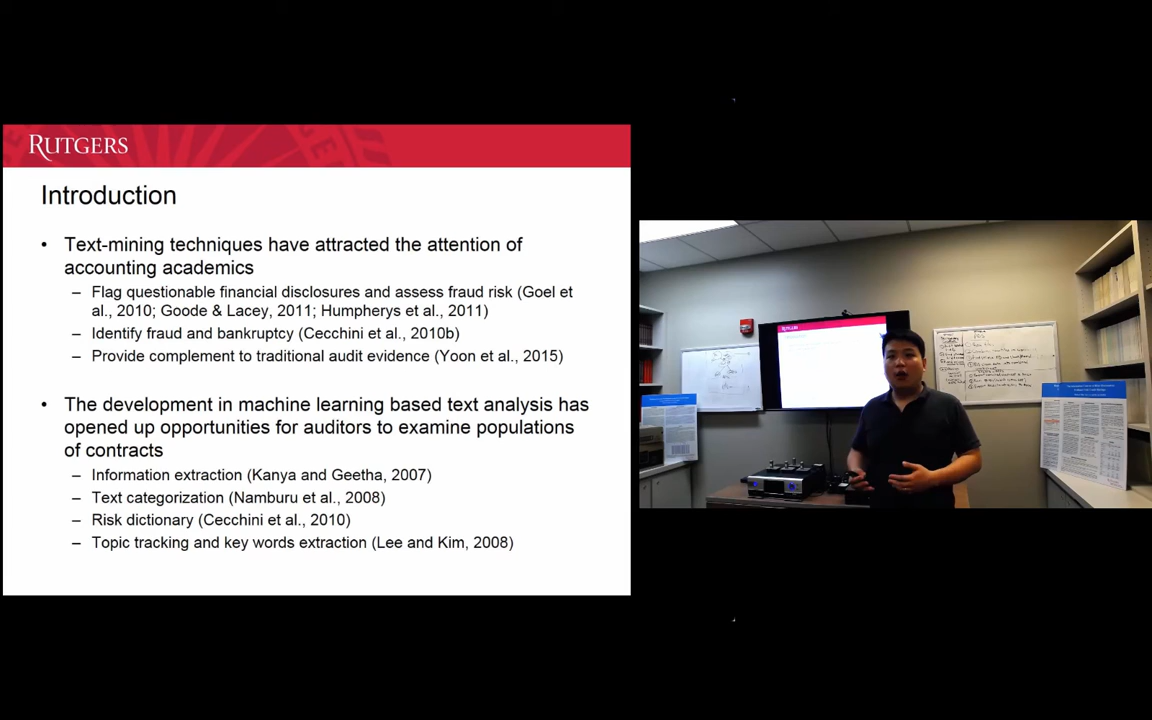 RUTGERS
Introduction
• Text-mining techniques have attracted the attention of
accounting academics
– Flag questionable financial disclosures and assess fraud risk (Goel et
al., 2010; Goode & Lacey, 2011; Humpherys et al., 2011)
– Identify fraud and bankruptcy (Cecchini et al., 2010b)
– Provide complement to traditional audit evidence (Yoon et al., 2015)
• The development in machine learning based text analysis has
opened up opportunities for auditors to examine populations
of contracts
– Information extraction (Kanya and Geetha, 2007)
– Text categorization (Namburu et al., 2008)
– Risk dictionary (Cecchini et al., 2010)
– Topic tracking and key words extraction (Lee and Kim, 2008)
RUTGERS